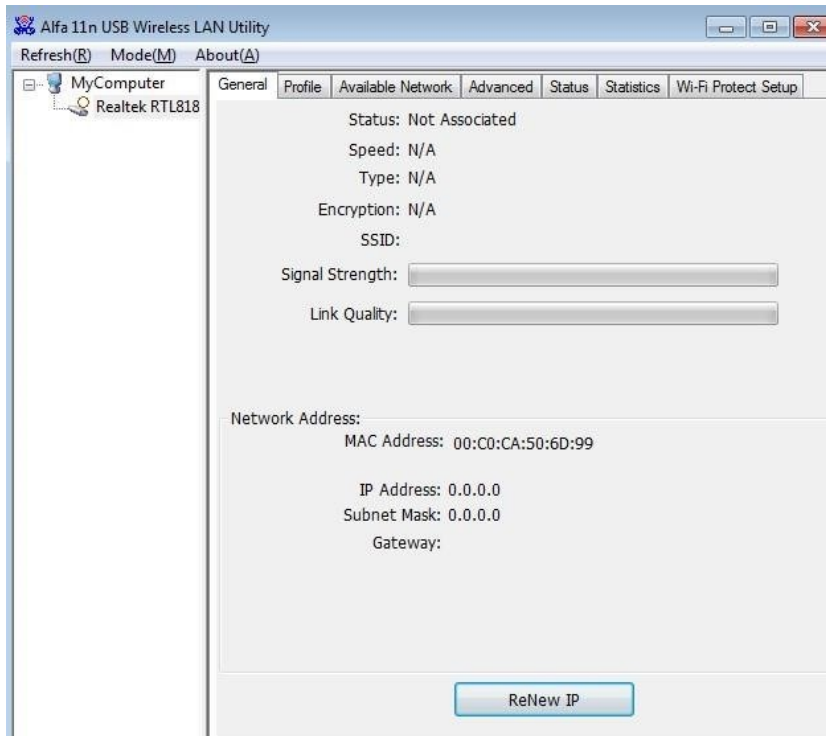 Alfa 11n USB Wireless LAN Utility
Refresh(R) Mode(M) About(A)
MyComputer
Realtek RTL818
General Profile Available Network Advanced Status Statistics Wi-Fi Protect Setup
Status: Not Associated
Speed: N/A
Type: N/A
Encryption: N/A
SSID:
Signal Strength:
Link Quality:
Network Address:
MAC Address: 00:C0:CA:50:6D:99
IP Address: 0.0.0.0
Subnet Mask: 0.0.0.0
Gateway:
ReNew IP